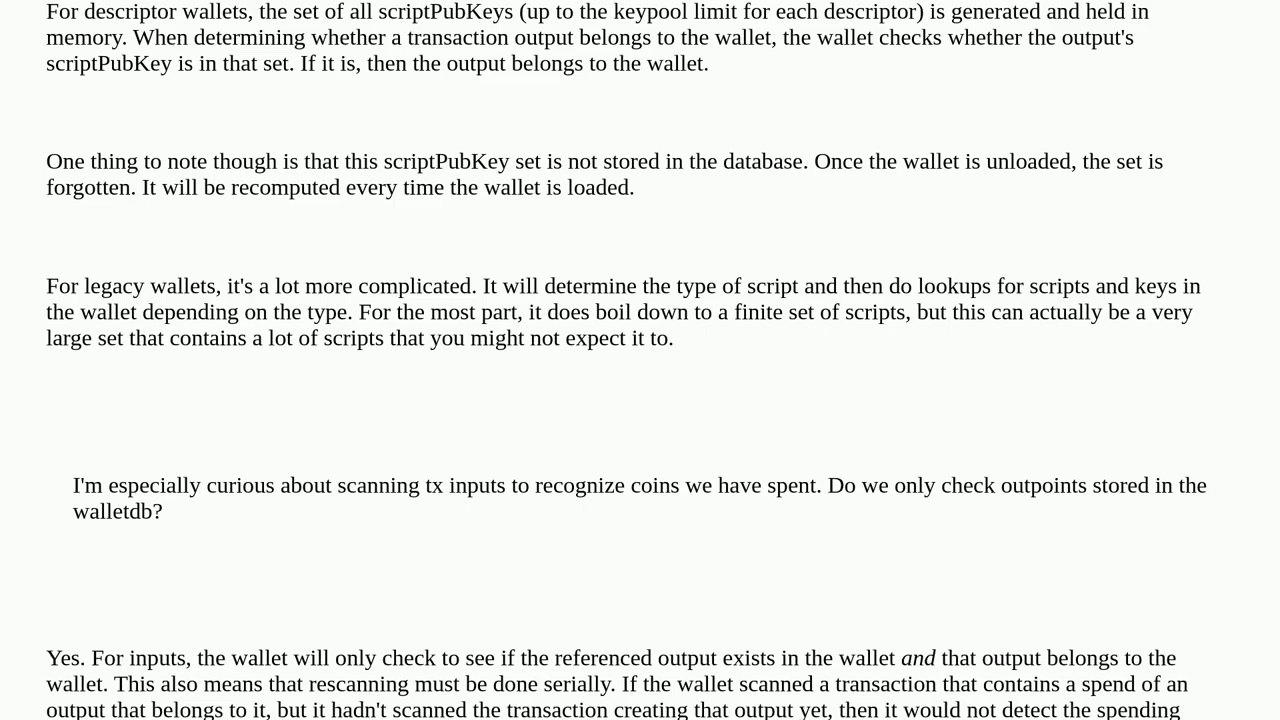 For descriptor wallets, the set of all scriptPubKeys (up to the keypool limit for each descriptor) is generated and held in
memory. When determining whether a transaction output belongs to the wallet, the wallet checks whether the output's
scriptPubKey is in that set. If it is, then the output belongs to the wallet.
One thing to note though is that this scriptPubKey set is not stored in the database. Once the wallet is unloaded, the set is
forgotten. It will be recomputed every time the wallet is loaded.
For legacy wallets, it's a lot more complicated. It will determine the type of script and then do lookups for scripts and keys in
the wallet depending on the type. For the most part, it does boil down to a finite set of scripts, but this can actually be a very
large set that contains a lot of scripts that you might not expect it to.
I'm especially curious about scanning tx inputs to recognize coins we have spent. Do we only check outpoints stored in the
walletdb?
Yes. For inputs, the wallet will only check to see if the referenced output exists in the wallet and that output belongs to the
wallet. This also means that rescanning must be done serially. If the wallet scanned a transaction that contains a spend of an
output that belongs to it, but it hadn't scanned the transaction creating that output yet, then it would not detect the spending